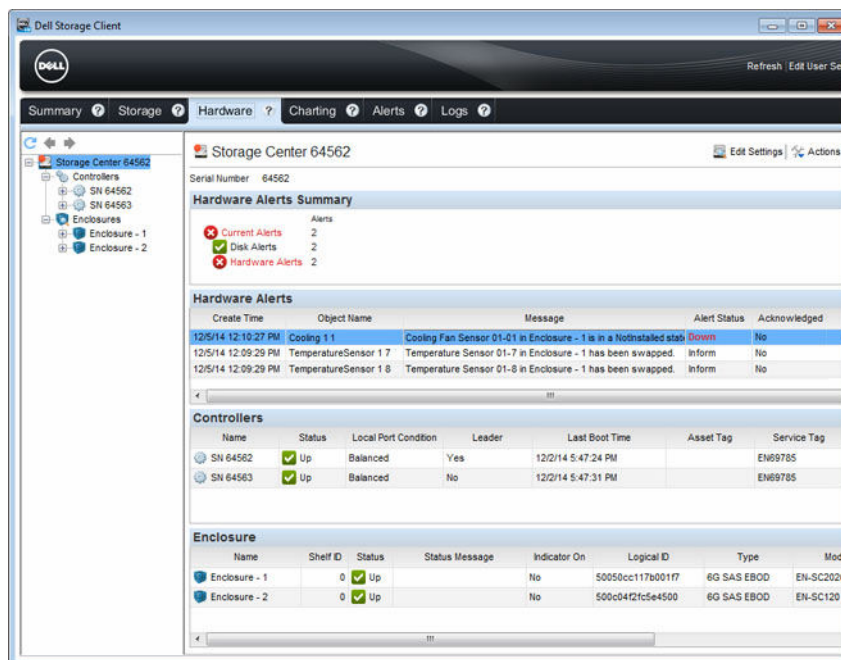 Dell Storage Client
DELL
Refresh Edit User Se
Summary ? Storage ? Hardware ? Charting ? Alerts ? Logs ?
Storage Center 64562
Controllers
SN 64562
SN 64563
Enclosures
Enclosure - 1
Enclosure - 2
Storage Center 64562 Edit Settings Actions
Serial Number 64562
Hardware Alerts Summary
Alerts
Current Alerts 2
Disk Alerts 2
Hardware Alerts 2
Hardware Alerts
Create Time Object Name Message Alert Status Acknowledged
12/5/14 12:10:27 PM Cooling 1 1 Cooling Fan Sensor 01-01 in Enclosure - 1 is in a NotInstalled stat Down No
12/5/14 12:09:29 PM TemperatureSensor 1 7 Temperature Sensor 01-7 in Enclosure - 1 has been swapped. Inform No
12/5/14 12:09:29 PM TemperatureSensor 1 8 Temperature Sensor 01-8 in Enclosure - 1 has been swapped. Inform No
Controllers
Name Status Local Port Condition Leader Last Boot Time Asset Tag Service Tag
SN 64562 Up Balanced Yes 12/2/14 5:47:24 PM EN69785
SN 64563 Up Balanced No 12/2/14 5:47:31 PM EN69785
Enclosure
Name Shelf ID Status Status Message Indicator On Logical ID Type Mod
Enclosure - 1 0 Up No 50050cc117b001f7 6G SAS EBOD EN-SC202
Enclosure - 2 0 Up No 500c04f2fc5e4500 6G SAS EBOD EN-SC120